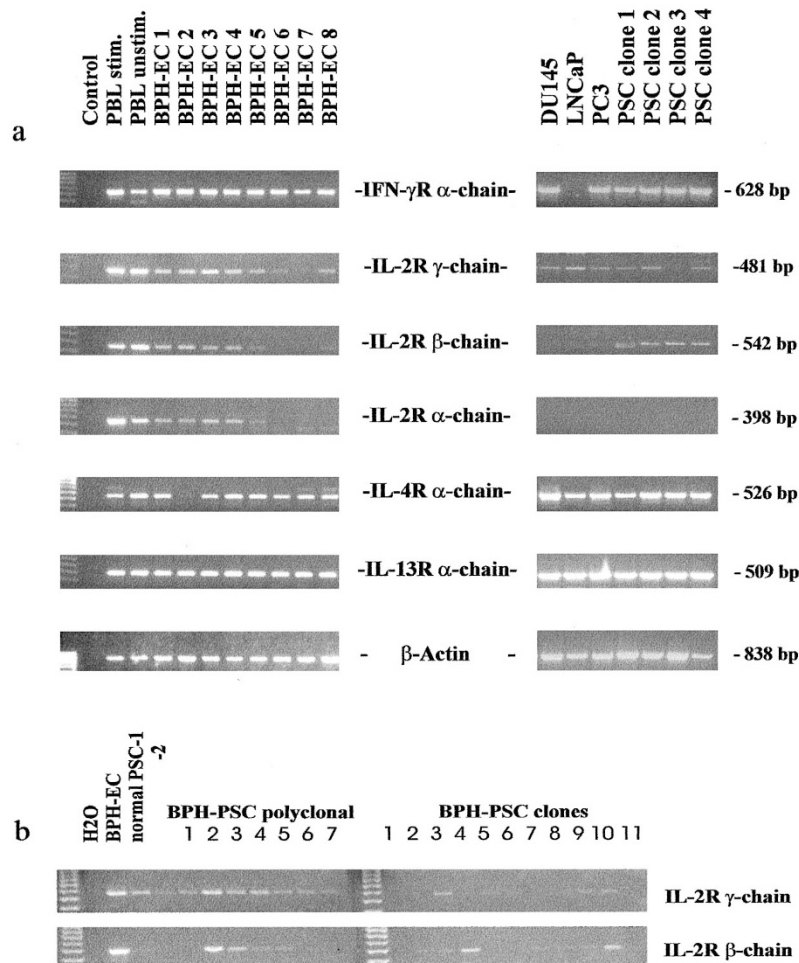 Control
PBL stim.
PBL unstim.
BPH-EC 1
BPH-EC 2
BPH-EC 3
BPH-EC 4
BPH-EC 5
BPH-EC 6
BPH-EC 7
BPH-EC 8
DU145
LNCaP
PC3
PSC clone 1
PSC clone 2
PSC clone 3
PSC clone 4
a
-IFN-γR α-chain- - 628 bp
-IL-2R γ-chain- -481 bp
-IL-2R β-chain- - 542 bp
-IL-2R α-chain- - 398 bp
-IL-4R α-chain- - 526 bp
-IL-13R α-chain- - 509 bp
- β-Actin - - 838 bp
b
H2O
BPH-EC
normal PSC-1
-2
BPH-PSC polyclonal
1 2 3 4 5 6 7
BPH-PSC clones
1 2 3 4 5 6 7 8 9 10 11
IL-2R γ-chain
IL-2R β-chain